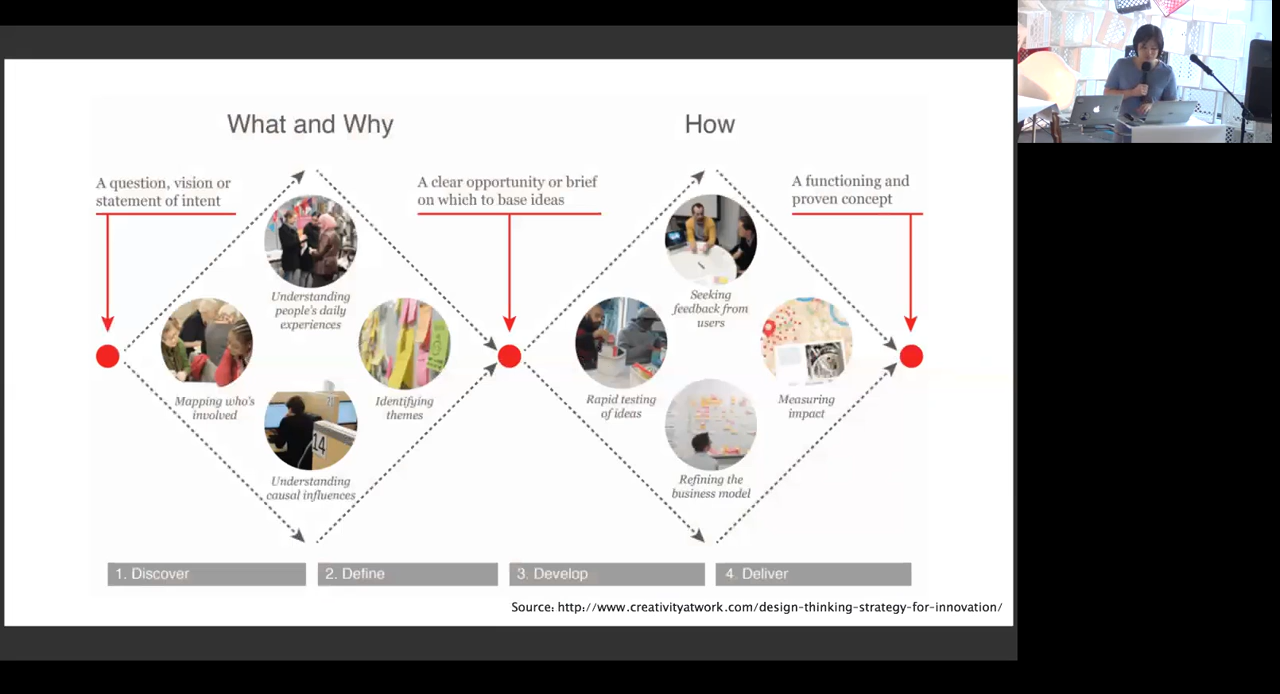 What and Why
How
A question, vision or
statement of intent
A clear opportunity or brief
on which to base ideas
A functioning and
proven concept
Understanding
people's daily
experiences
Seeking
feedback from
users
Mapping who's
involved
Identifying
themes
Rapid testing
of ideas
Measuring
impact
14
Understanding
causal influences
Refining the
business model
1. Discover
2. Define
3. Develop
4. Deliver
Source: http://www.creativityatwork.com/design-thinking-strategy-for-innovation/